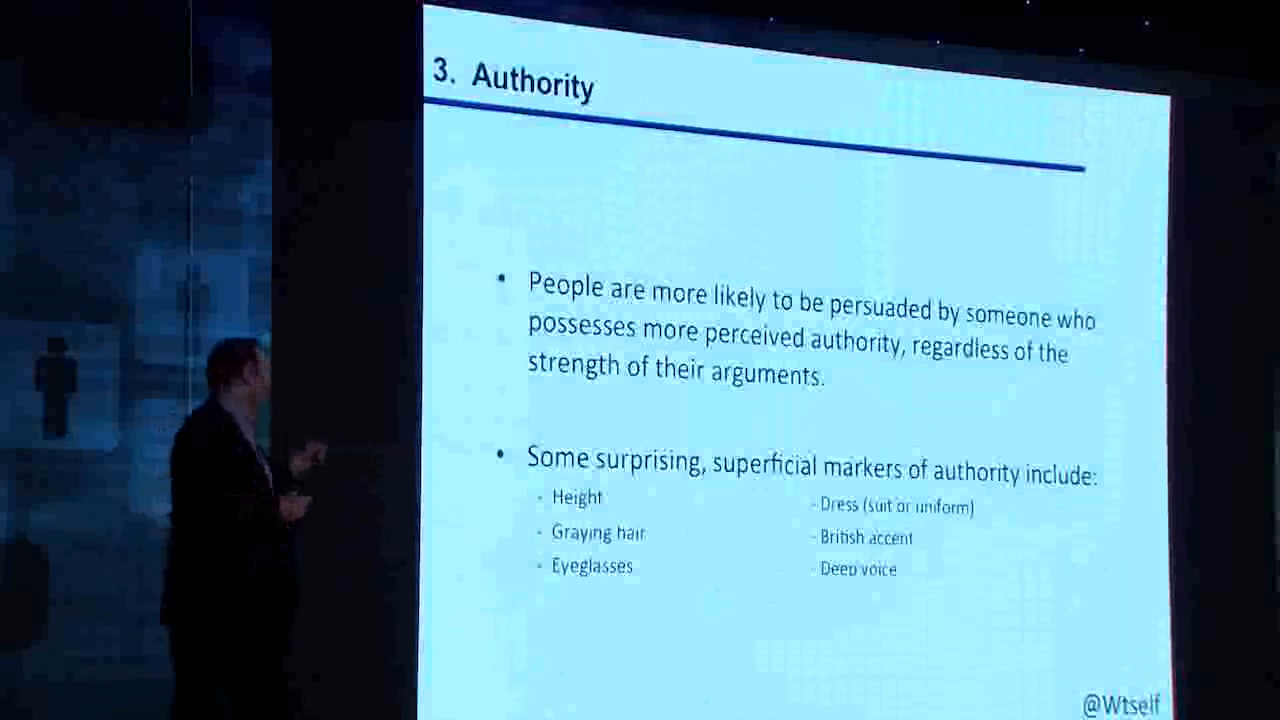 3. Authority
• People are more likely to be persuaded by someone who
possesses more perceived authority, regardless of the
strength of their arguments.
• Some surprising, superficial markers of authority include:
- Height
- Graying hair
- Eyeglasses
- Dress (suit or uniform)
- British accent
- Deep voice
@Wtself